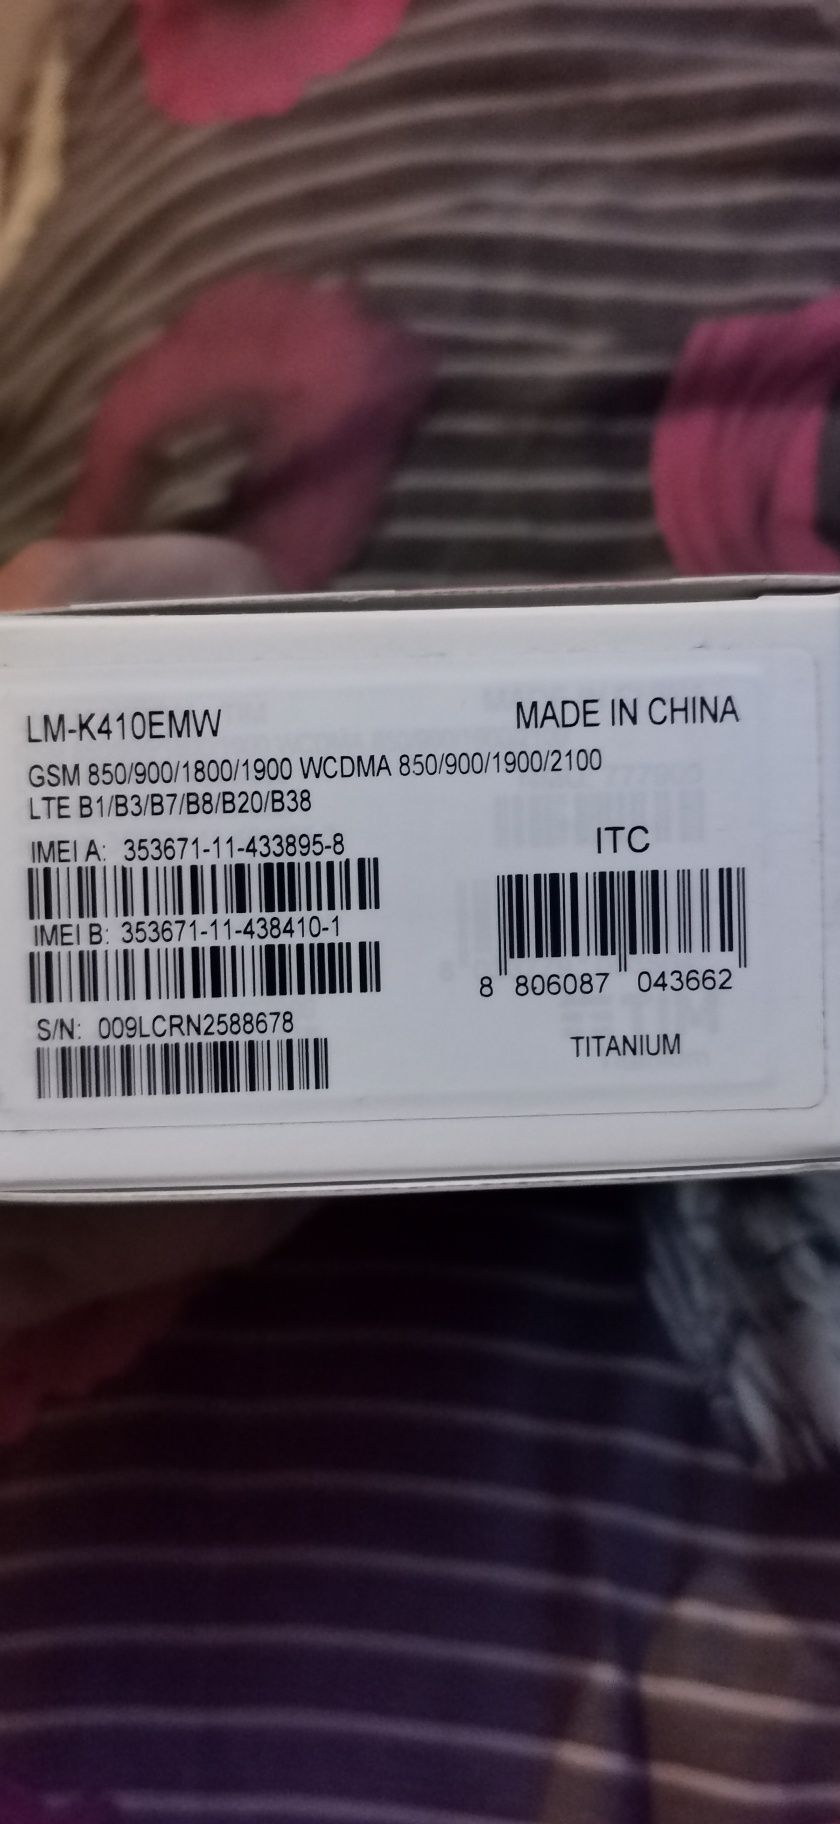 LM-K410EMW
MADE IN CHINA
GSM 850/900/1800/1900 WCDMA 850/900/1900/2100
LTE B1/B3/B7/B8/B20/B38
IMEI A: 353671-11-433895-8
IMEI B: 353671-11-438410-1
S/N: 009LCRN2588678
ITC
8 806087 043662
TITANIUM